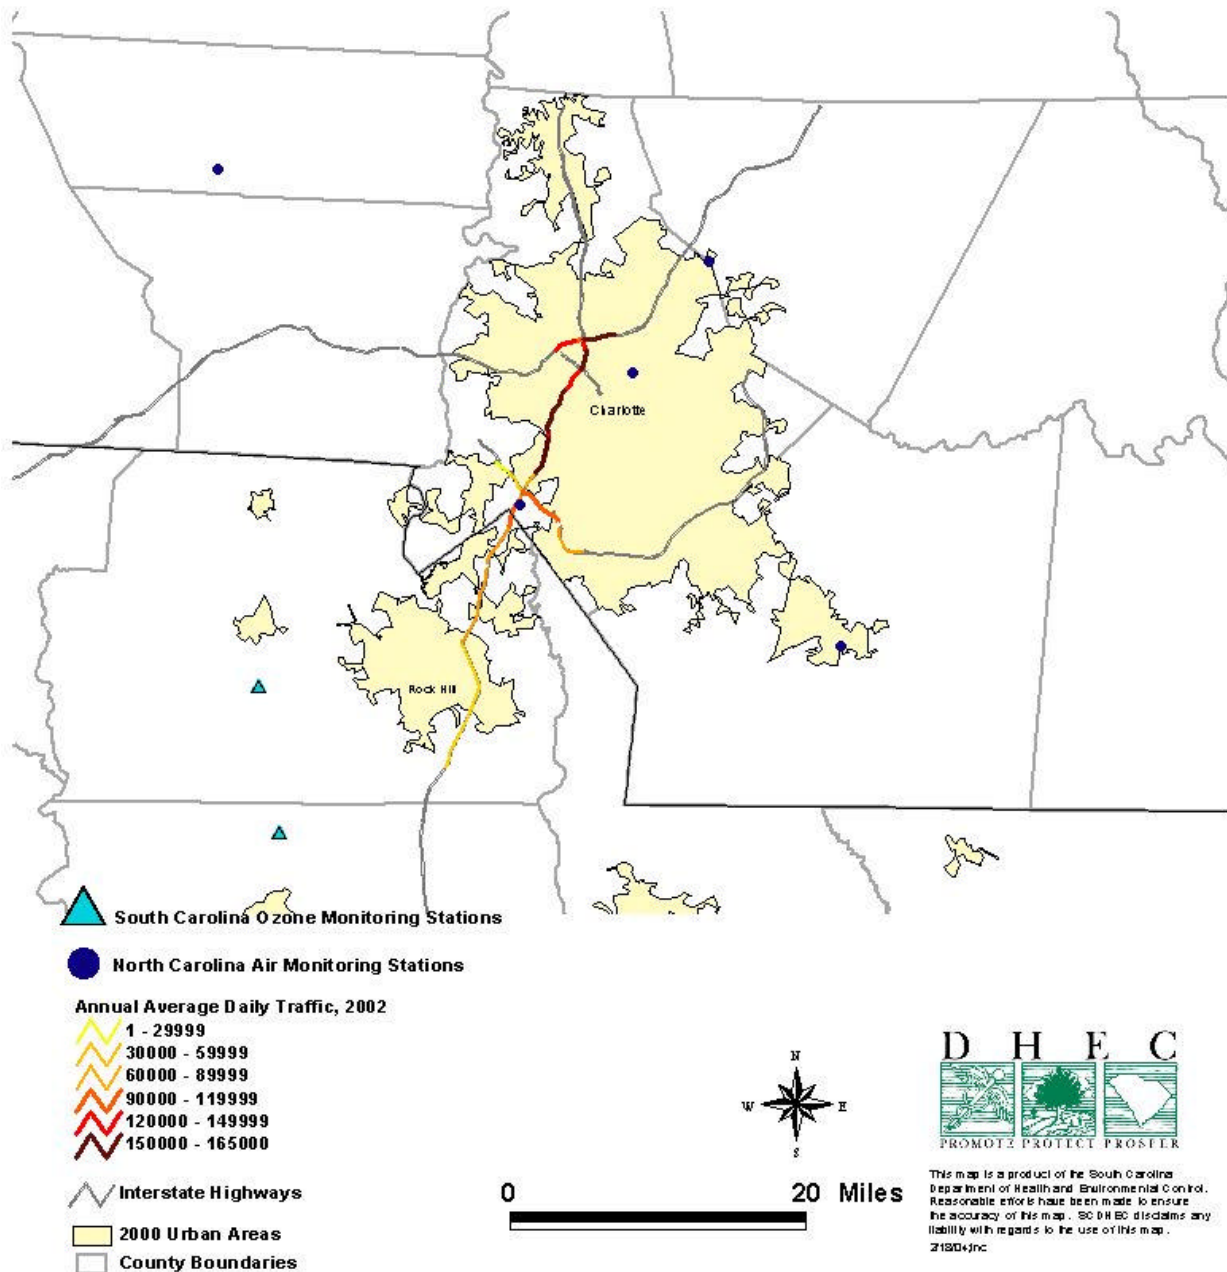 Charlotte
Rock Hill
South Carolina Ozone Monitoring Stations
North Carolina Air Monitoring Stations
Annual Average Daily Traffic, 2002
1 - 29999
30000 - 59999
60000 - 89999
90000 - 119999
120000 - 149999
150000 - 165000
Interstate Highways
2000 Urban Areas
County Boundaries
N
W E
S
0 20 Miles
D H E C
PROMOTE PROTECT PROSPER
This map is a product of the South Carolina
Department of Health and Environmental Control.
Reasonable efforts have been made to ensure
the accuracy of this map. SC DHEC disclaims any
liability with regards to the use of this map.